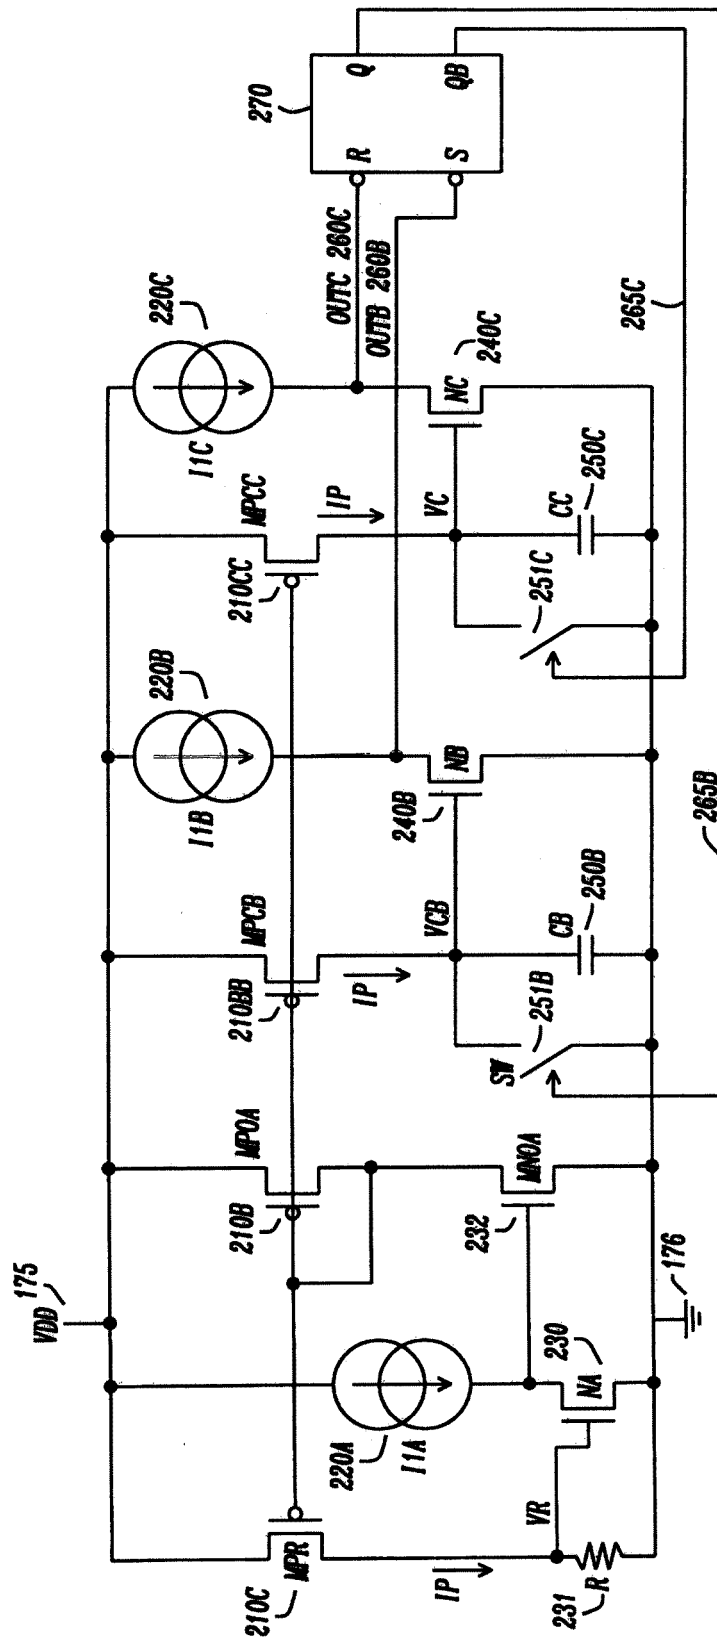 VDD 175
210C
MPR
IP
VR
231
R
220A
I1A
230
NA
176
210B
MP0A
232
MN0A
210BB
MPCB
IP
VCB
SW
251B
CB
250B
265B
220B
I1B
240B
NB
210CC
MPCC
IP
VC
251C
CC
250C
265C
220C
I1C
NC
240C
OUTC 260C
OUTB 260B
270
R
S
Q
QB